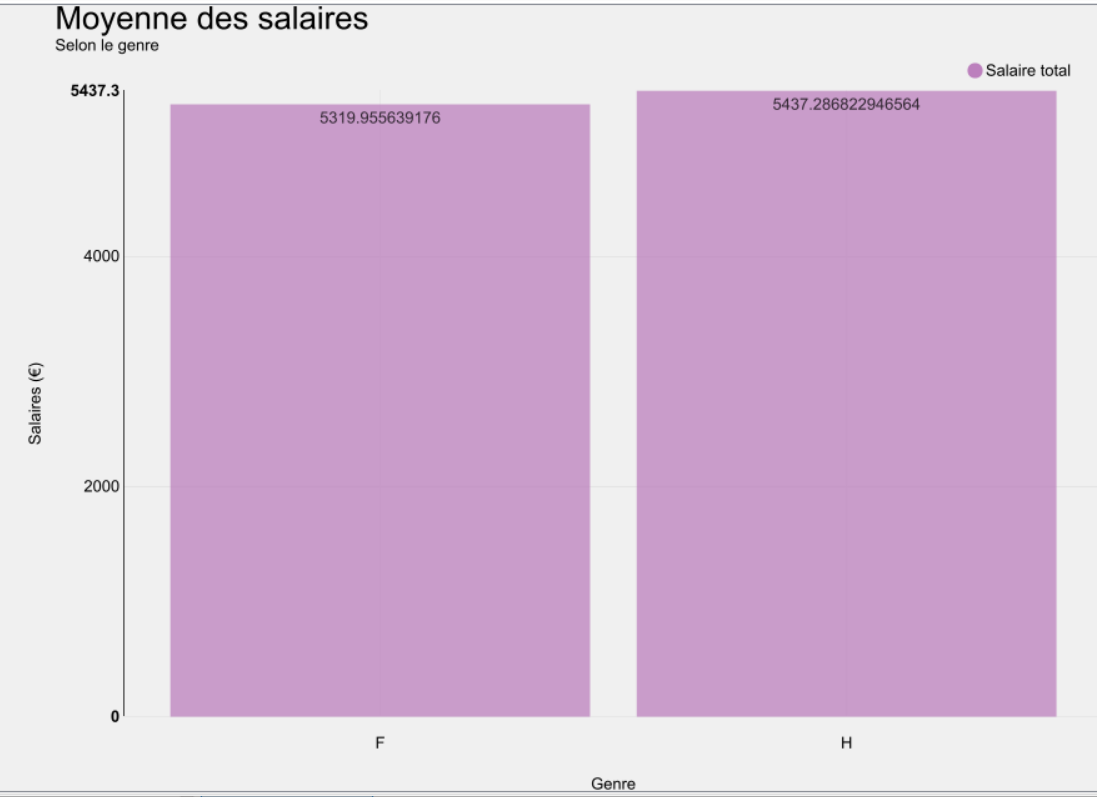 Moyenne des salaires
Selon le genre
Salaire total
5437.3
5319.955639176
5437.286822946564
4000
Salaires (€)
2000
0
F
H
Genre